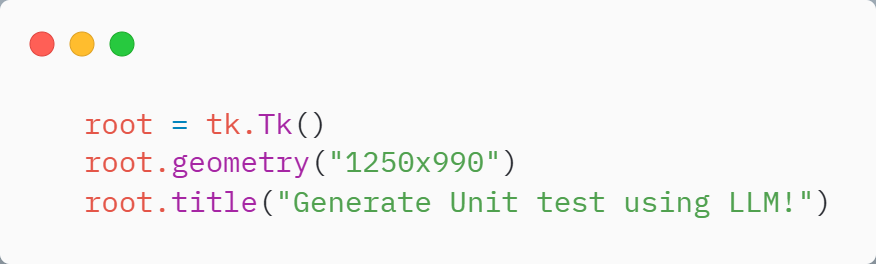 root = tk.Tk()
root.geometry("1250x990")
root.title("Generate Unit test using LLM!")